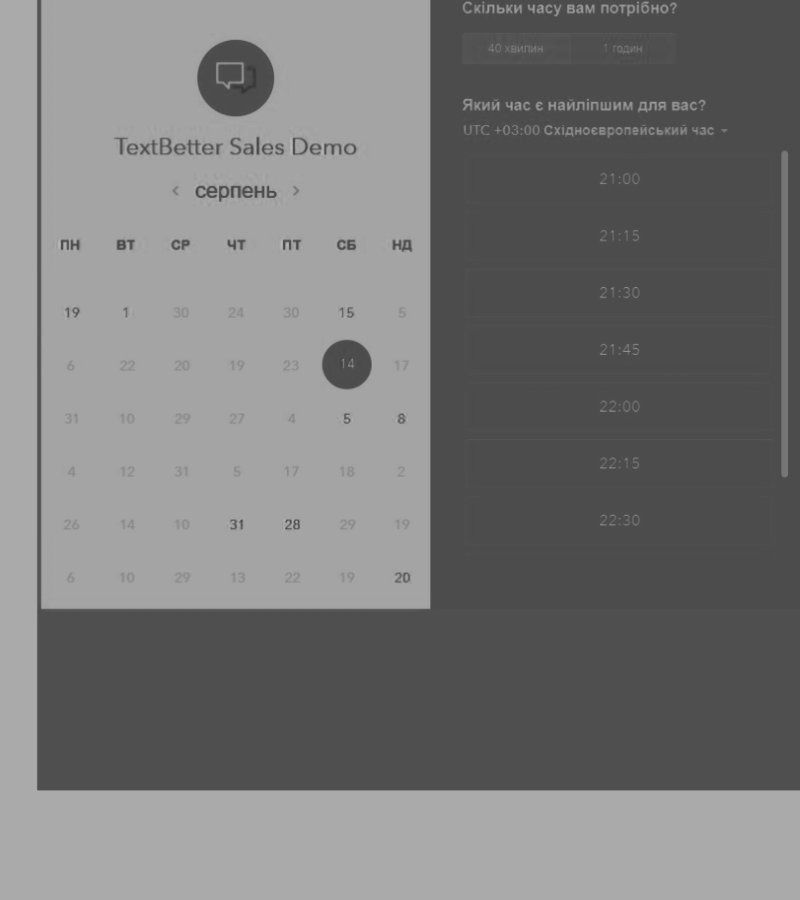 TextBetter Sales Demo
< серпень >
ПН ВТ СР ЧТ ПТ СБ НД
19 1 30 24 30 15 5
6 22 20 19 23 14 17
31 10 29 27 4 5 8
4 12 31 5 17 18 2
26 14 10 31 28 29 19
6 10 29 13 22 19 20
Скільки часу вам потрібно?
40 хвилин 1 годин
Який час є найліпшим для вас?
UTC +03:00 Східноєвропейський час
21:00
21:15
21:30
21:45
22:00
22:15
22:30